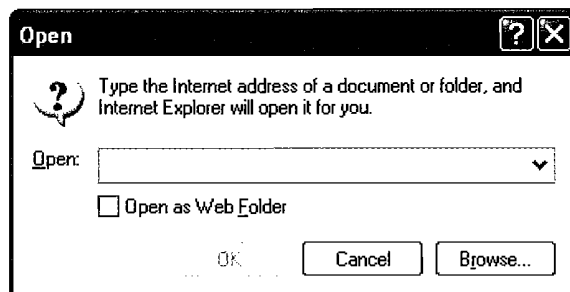 Open
Type the Internet address of a document or folder, and
Internet Explorer will open it for you.
Open:
Open as Web Folder
OK Cancel Browse...